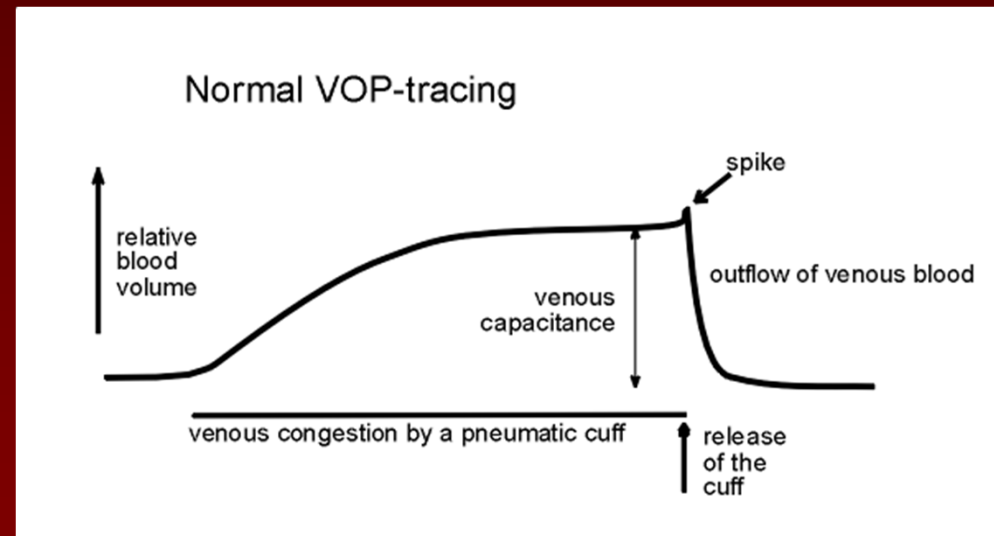 Normal VOP-tracing
spike
relative
blood
volume
outflow of venous blood
venous
capacitance
venous congestion by a pneumatic cuff
release
of the
cuff